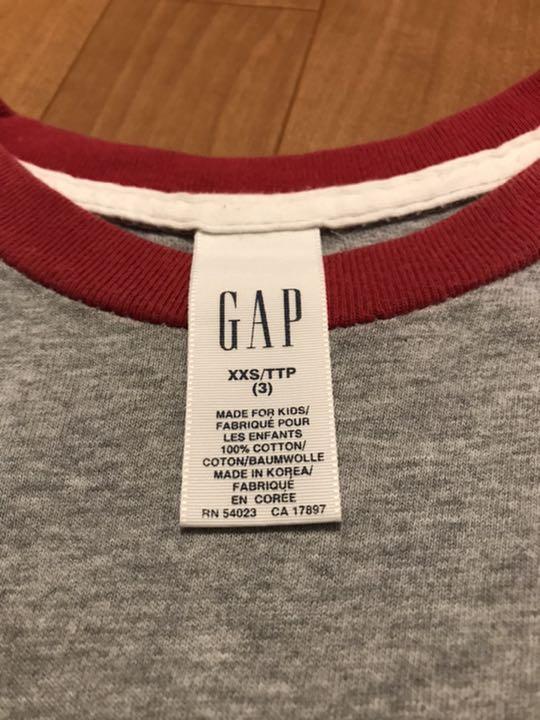 GAP
XXS/TTP
(3)
MADE FOR KIDS/
FABRIQUÉ POUR
LES ENFANTS
100% COTTON/
COTON/BAUMWOLLE
MADE IN KOREA/
FABRIQUÉ
EN CORÉE
RN 54023 CA 17897